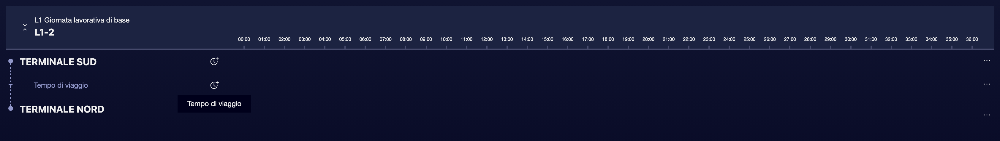 L1 Giornata lavorativa di base
L1-2
00:00 01:00 02:00 03:00 04:00 05:00 06:00 07:00 08:00 09:00 10:00 11:00 12:00 13:00 14:00 15:00 16:00 17:00 18:00 19:00 20:00 21:00 22:00 23:00 24:00 25:00 26:00 27:00 28:00 29:00 30:00 31:00 32:00 33:00 34:00 35:00 36:00
TERMINALE SUD
Tempo di viaggio
Tempo di viaggio
TERMINALE NORD